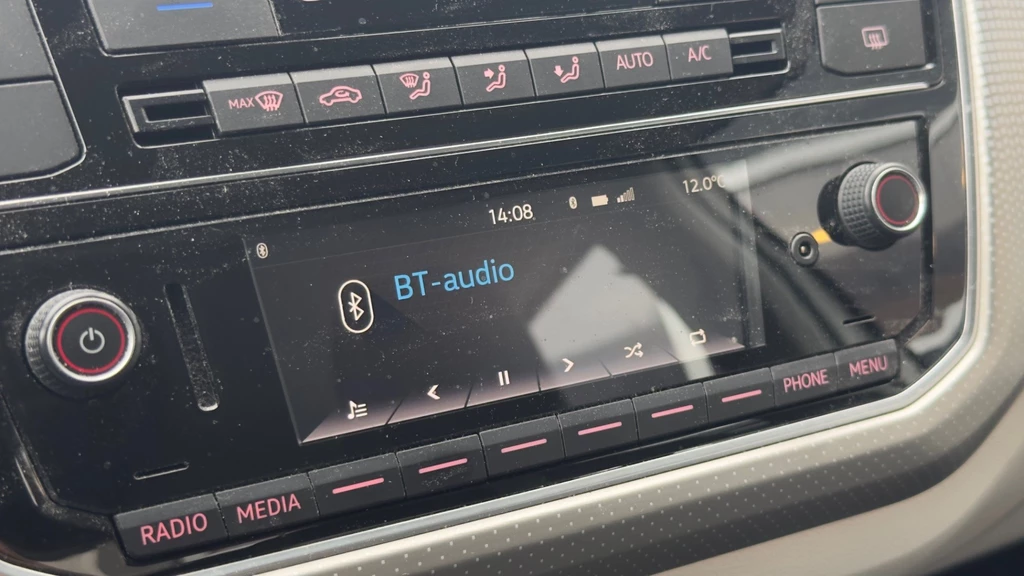 MAX
AUTO
A/C
14:08
12.0°C
BT-audio
RADIO
MEDIA
PHONE
MENU